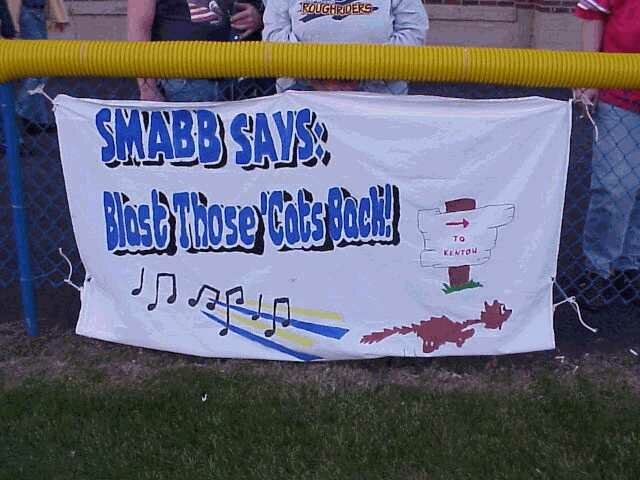 ROUGHRIDERS
SMABB SAYS:
Blast Those 'Cats Back!
TO
KENTON